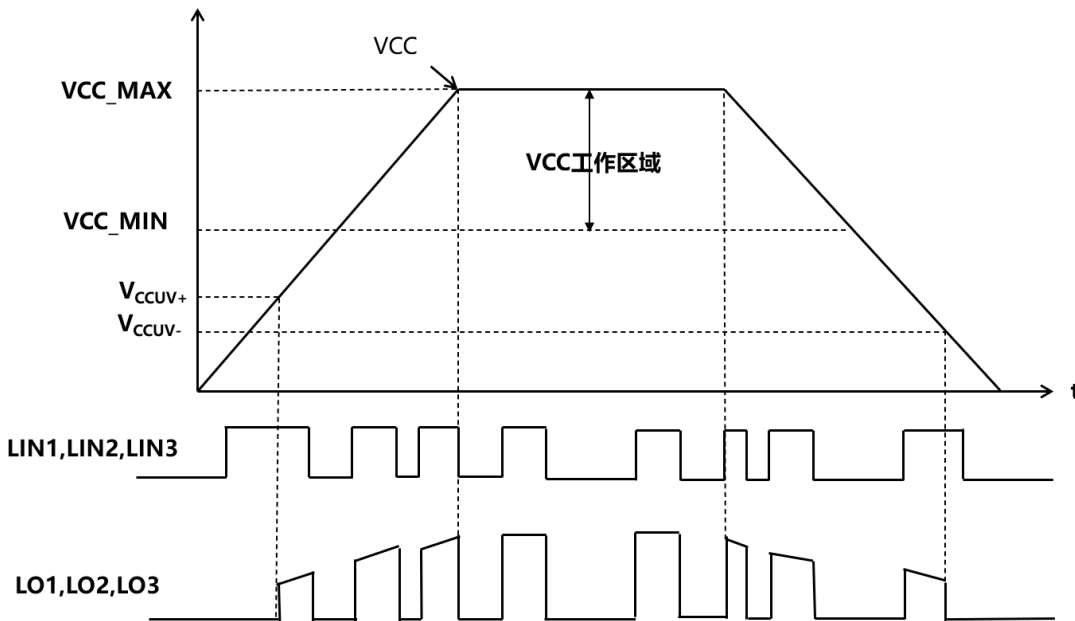 VCC
VCC_MAX
VCC工作区域
VCC_MIN
VCCUV+
VCCUV-
t
LIN1,LIN2,LIN3
LO1,LO2,LO3